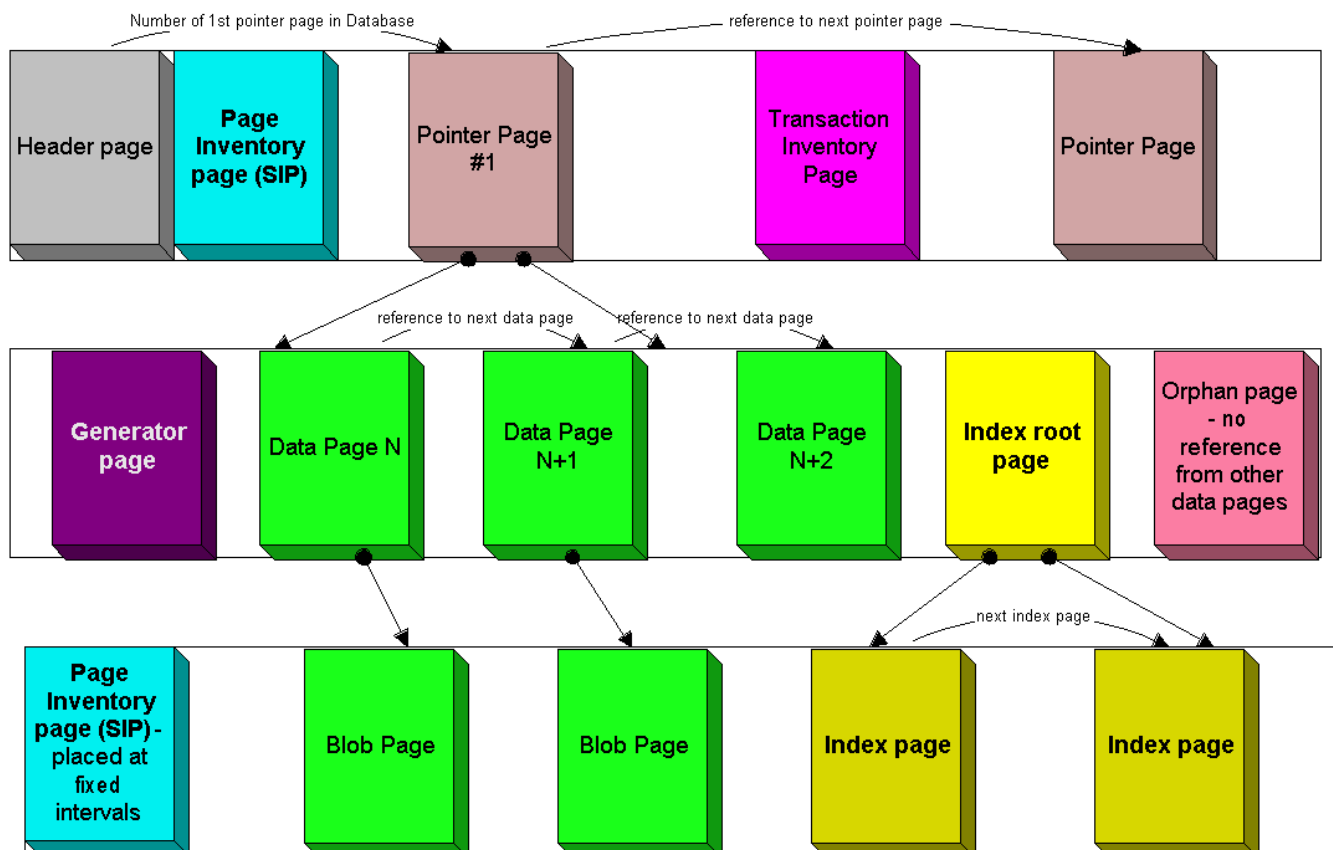 Number of 1st pointer page in Database
reference to next pointer page
Header page
Page
Inventory
page (SIP)
Pointer Page
#1
Transaction
Inventory
Page
Pointer Page
reference to next data page
reference to next data page
Generator
page
Data Page N
Data Page
N+1
Data Page
N+2
Index root
page
Orphan page
- no
reference
from other
data pages
next index page
Page
Inventory
page (SIP) -
placed at
fixed
intervals
Blob Page
Blob Page
Index page
Index page